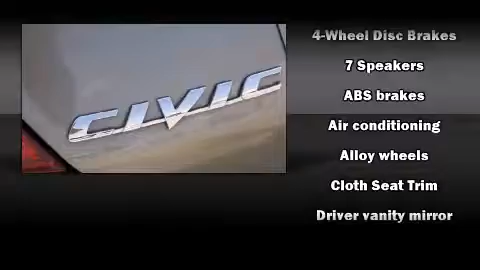 CIVIC
4-Wheel Disc Brakes
7 Speakers
ABS brakes
Air conditioning
Alloy wheels
Cloth Seat Trim
Driver vanity mirror